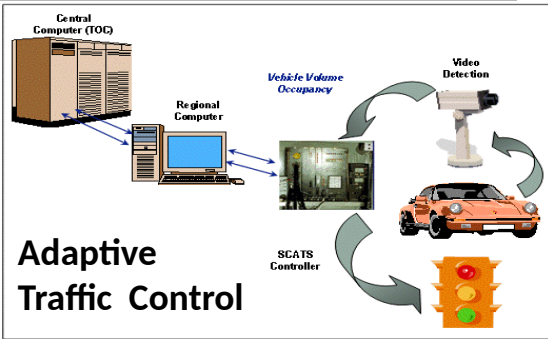 Central
Computer (TOC)
Video
Detection
Vehicle Volume
Occupancy
Regional
Computer
SCATS
Controller
Adaptive
Traffic Control